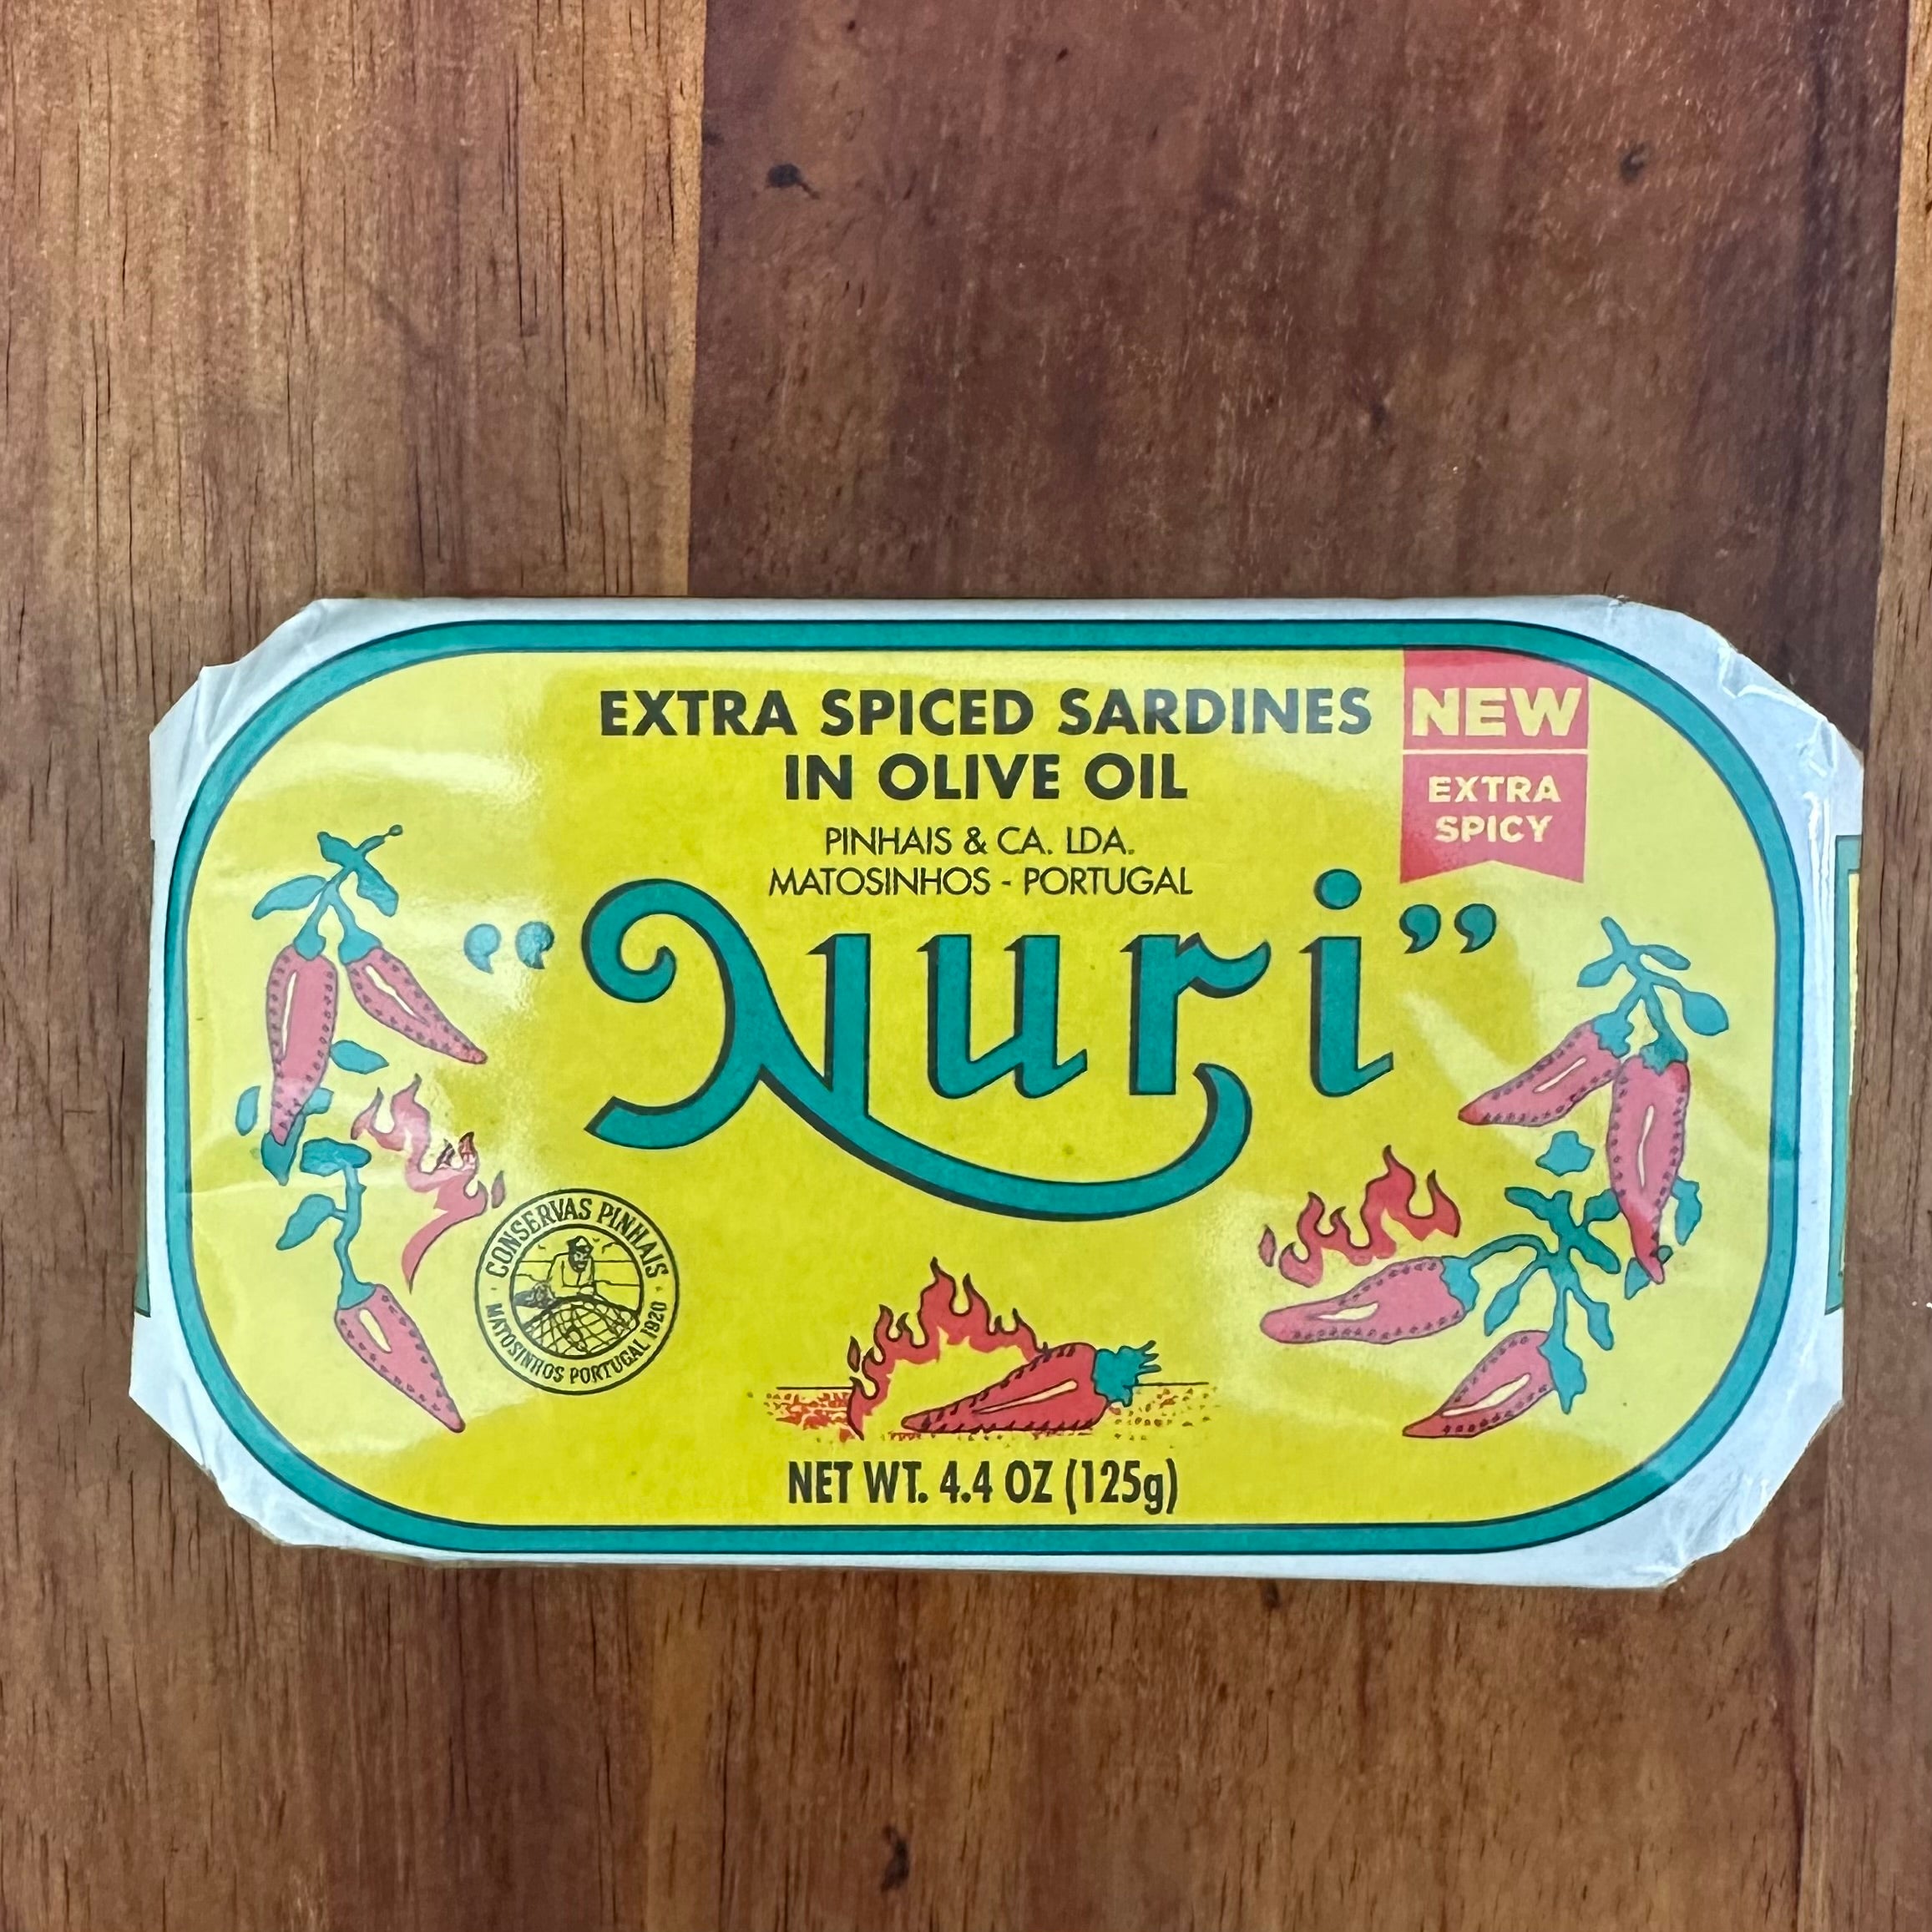 EXTRA SPICED SARDINES
IN OLIVE OIL
PINHAIS & CA. LDA.
MATOSINHOS - PORTUGAL
NEW
EXTRA
SPICY
“Nuri”
CONSERVAS PINHAIS
MATOSINHOS PORTUGAL 1920
NET WT. 4.4 OZ (125g)